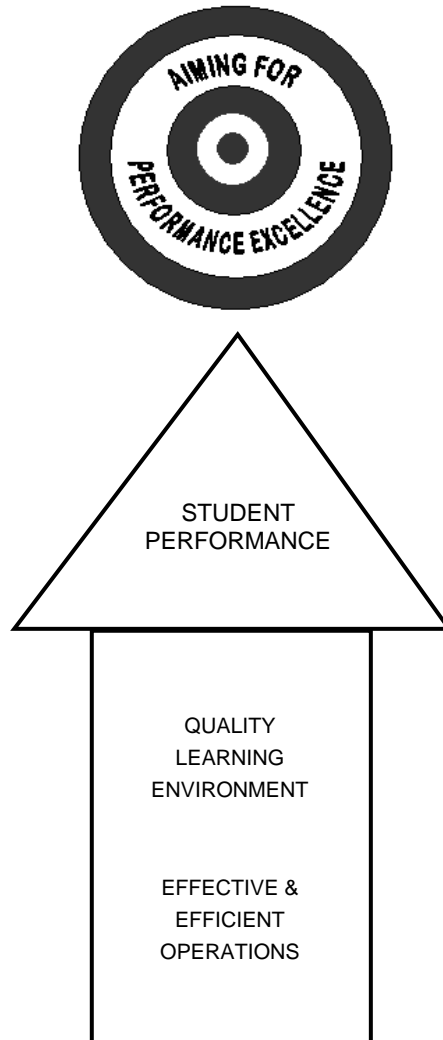 AIMING FOR
PERFORMANCE EXCELLENCE
STUDENT
PERFORMANCE
QUALITY
LEARNING
ENVIRONMENT
EFFECTIVE &
EFFICIENT
OPERATIONS